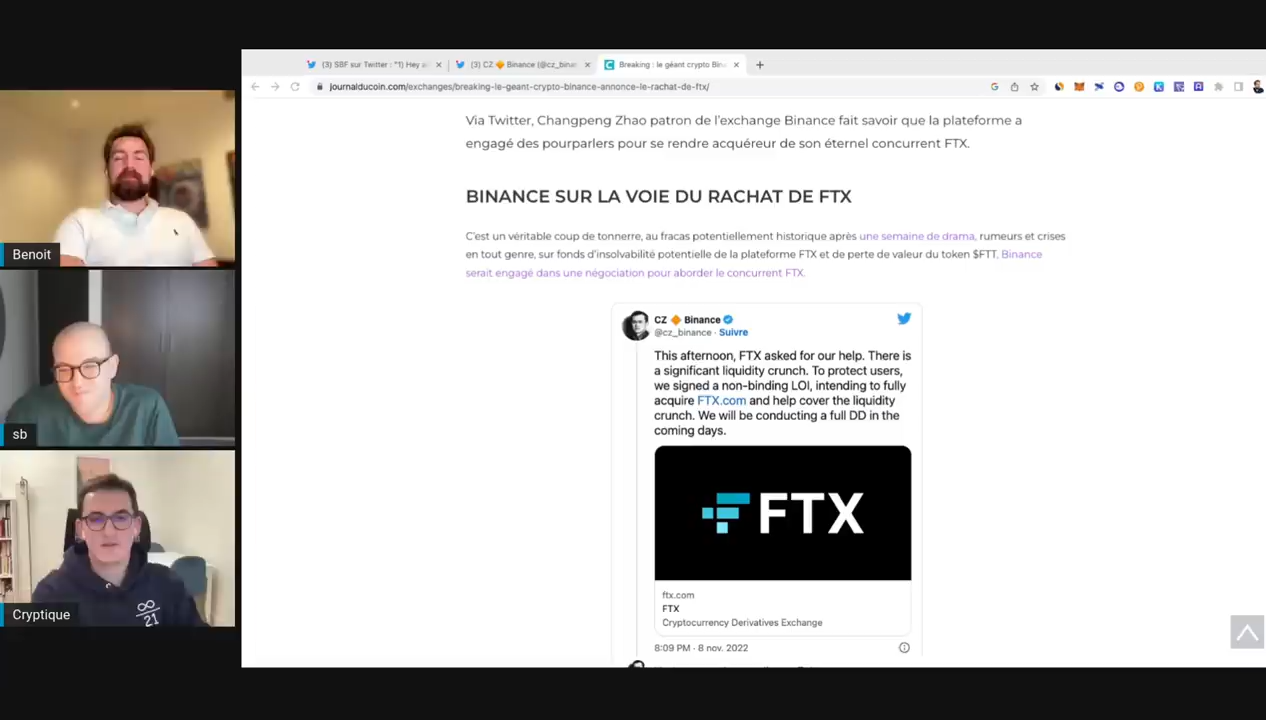 (3) SBF sur Twitter : "1) Hey al
(3) CZ 🔶 Binance (@cz_binan
Breaking : le géant crypto Bin
journalducoin.com/exchanges/breaking-le-geant-crypto-binance-annonce-le-rachat-de-ftx/
Via Twitter, Changpeng Zhao patron de l'exchange Binance fait savoir que la plateforme a
engagé des pourparlers pour se rendre acquéreur de son éternel concurrent FTX.
BINANCE SUR LA VOIE DU RACHAT DE FTX
C'est un véritable coup de tonnerre, au fracas potentiellement historique après une semaine de drama, rumeurs et crises
en tout genre, sur fonds d'insolvabilité potentielle de la plateforme FTX et de perte de valeur du token $FTT, Binance
serait engagé dans une négociation pour aborder le concurrent FTX.
CZ 🔶 Binance
@cz_binance · Suivre
This afternoon, FTX asked for our help. There is
a significant liquidity crunch. To protect users,
we signed a non-binding LOI, intending to fully
acquire FTX.com and help cover the liquidity
crunch. We will be conducting a full DD in the
coming days.
FTX
ftx.com
FTX
Cryptocurrency Derivatives Exchange
8:09 PM · 8 nov. 2022
Benoit
sb
∞
21
Cryptique